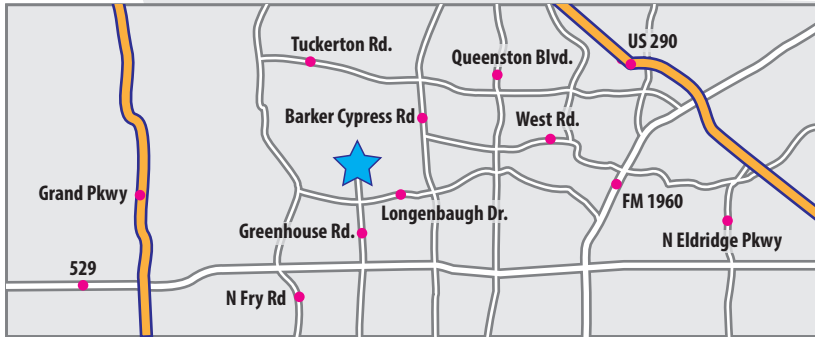 US 290
Tuckerton Rd.
Queenston Blvd.
Barker Cypress Rd
West Rd.
Grand Pkwy
FM 1960
Longenbaugh Dr.
Greenhouse Rd.
N Eldridge Pkwy
529
N Fry Rd